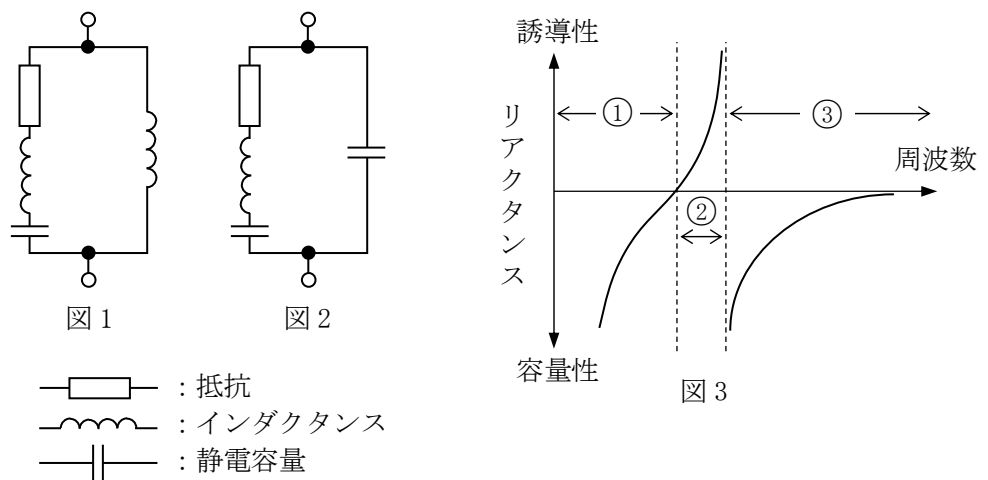 図1
図2
：抵抗
：インダクタンス
：静電容量
誘導性
リアクタンス
①
②
③
周波数
容量性
図3